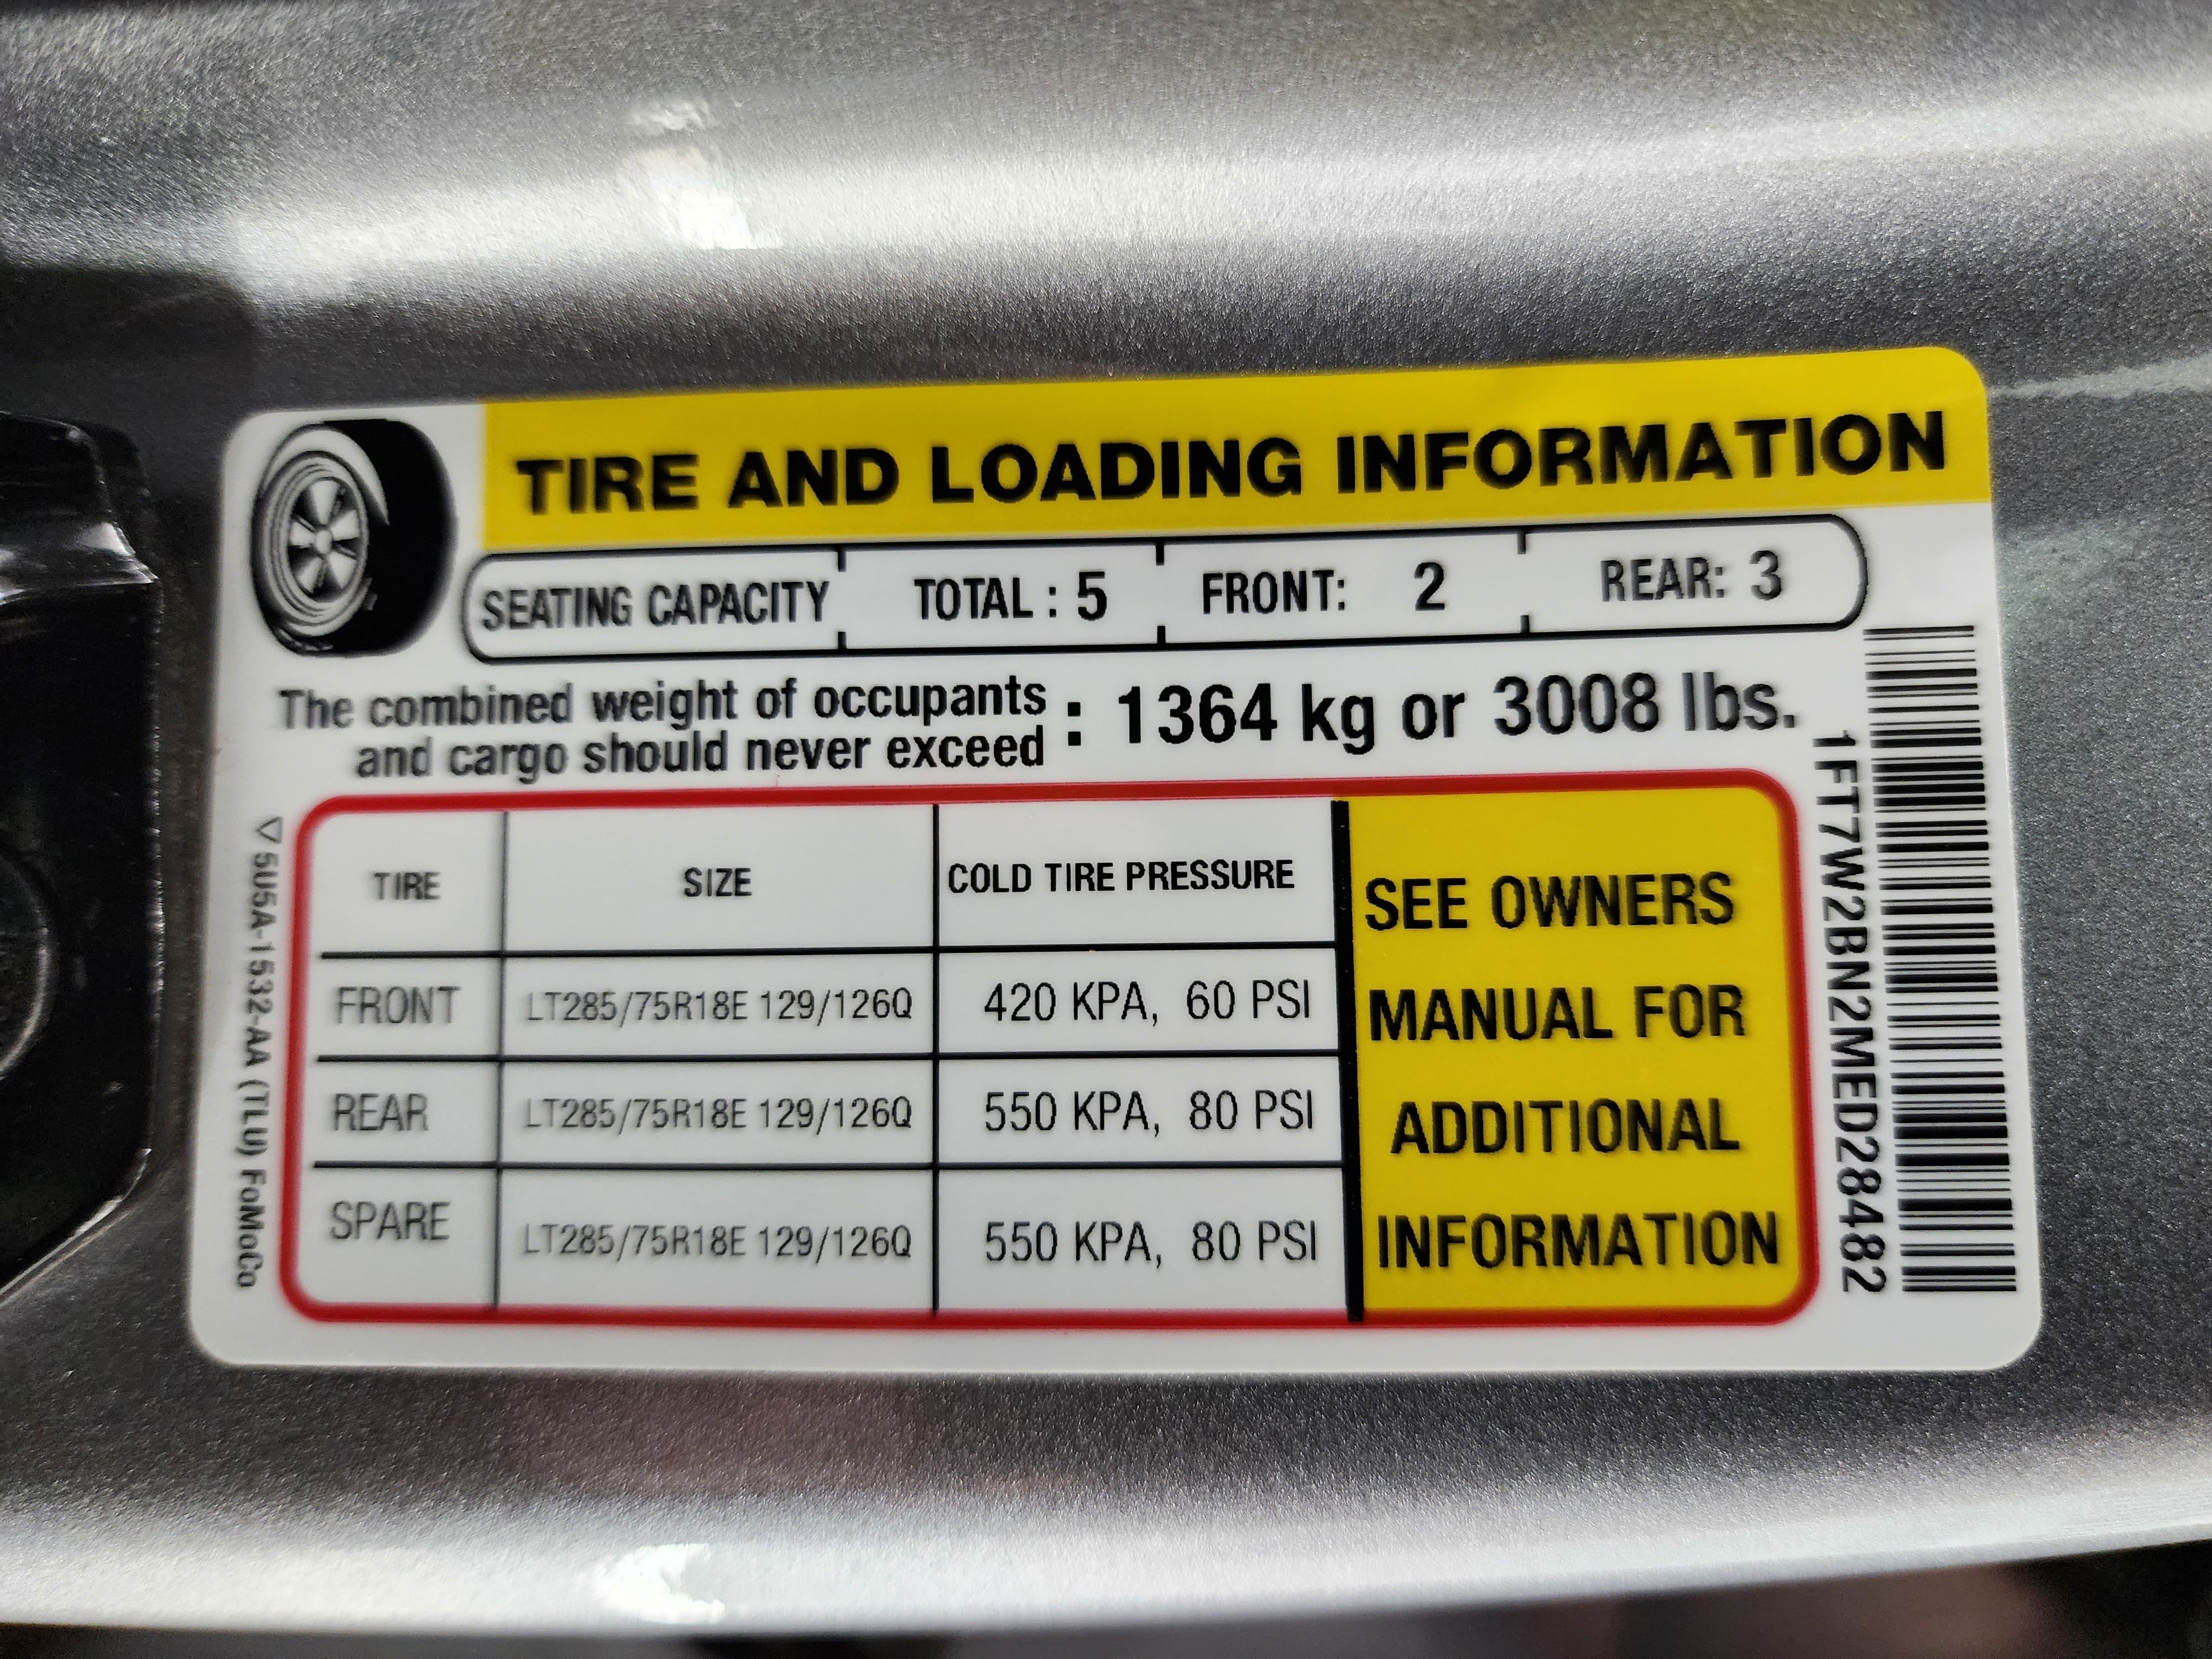 TIRE AND LOADING INFORMATION
SEATING CAPACITY TOTAL : 5 FRONT: 2 REAR: 3
The combined weight of occupants
and cargo should never exceed : 1364 kg or 3008 lbs.
TIRE SIZE COLD TIRE PRESSURE
FRONT LT285/75R18E 129/126Q 420 KPA, 60 PSI
REAR LT285/75R18E 129/126Q 550 KPA, 80 PSI
SPARE LT285/75R18E 129/126Q 550 KPA, 80 PSI
SEE OWNERS
MANUAL FOR
ADDITIONAL
INFORMATION
1FT7W2BN2MED28482
5U5A-1532-AA (TLU) FoMoCo